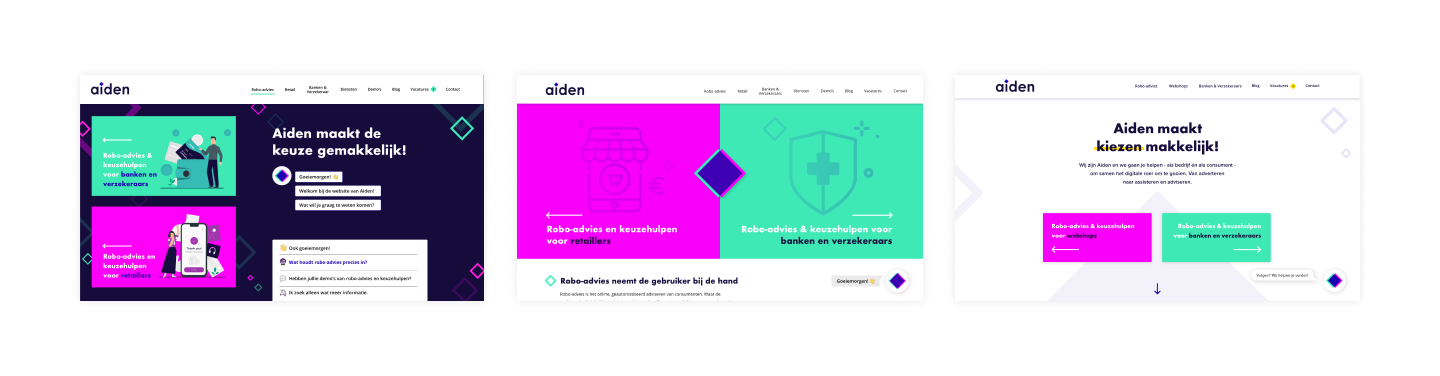 aiden
Robo-advies
Retail
Banken &
Verzekeraar
Diensten
Demo's
Blog
Vacatures
Contact
Robo-advies &
keuzehulpen
voor banken en
verzekeraars
Robo-advies en
keuzehulpen
voor retailers
Thank you!
Aiden maakt de
keuze gemakkelijk!
Goeiemorgen! 👋
Welkom bij de website van Aiden!
Wat wil je graag te weten komen?
👋 Ook goeiemorgen!
Wat houdt robo-advies precies in?
Hebben jullie demo's van robo-advies en keuzehulpen?
Ik zoek alleen wat meer informatie.
aiden
Robo-advies
Retail
Banken &
Verzekeraars
Diensten
Demo's
Blog
Vacatures
Contact
Robo-advies en keuzehulpen
voor retailers
Robo-advies & keuzehulpen voor
banken en verzekeraars
Robo-advies neemt de gebruiker bij de hand
Robo-advies is het online, geautomatiseerd adviseren van consumenten. Waar de
Goeiemorgen! 👋
aiden
Robo-advies
Webshops
Banken & Verzekeraars
Blog
Vacatures
Contact
Aiden maakt
kiezen makkelijk!
Wij zijn Aiden en we gaan je helpen - als bedrijf én als consument -
om samen het digitale roer om te gooien. Van adverteren
naar assisteren en adviseren.
Robo-advies & keuzehulpen
voor webshops
Robo-advies & keuzehulpen
voor banken en verzekeraars
Vragen? Wij helpen je verder!